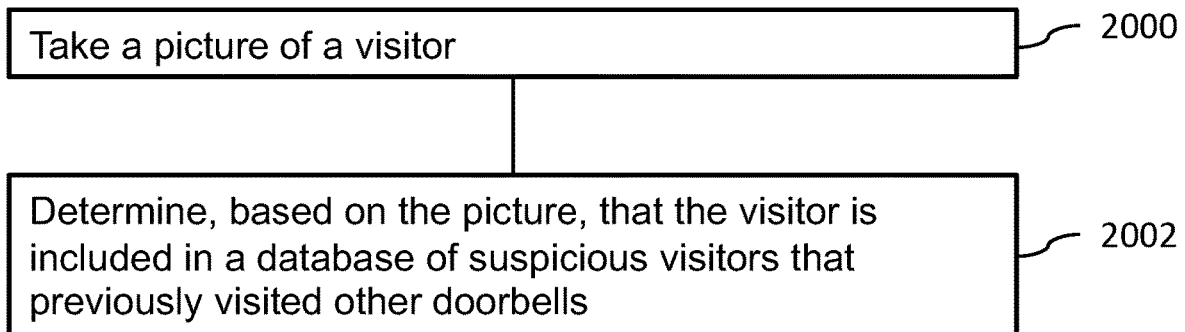 Take a picture of a visitor
2000
Determine, based on the picture, that the visitor is
included in a database of suspicious visitors that
previously visited other doorbells
2002